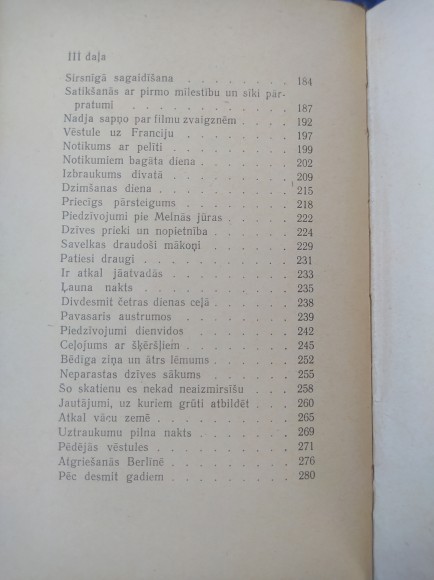 III daļa
Sirsnīgā sagaidīšana . . . . . . . . 184
Satikšanās ar pirmo mīlestību un sīki pār-
pratumi . . . . . . . . . . . 187
Nadja sapņo par filmu zvaigznēm . . . . 192
Vēstule uz Franciju . . . . . . . . 197
Notikums ar pelīti . . . . . . . . 199
Notikumiem bagāta diena . . . . . . 202
Izbraukums divatā . . . . . . . . 209
Dzimšanas diena . . . . . . . . . 215
Priecīgs pārsteigums . . . . . . . 218
Piedzīvojumi pie Melnās jūras . . . . . 222
Dzīves prieki un nopietnība . . . . . 224
Savelkas draudoši mākoņi . . . . . . 229
Patiesi draugi . . . . . . . . . 231
Ir atkal jāatvadās . . . . . . . . 233
Ļauna nakts . . . . . . . . . . 235
Divdesmit četras dienas ceļā . . . . . 238
Pavasaris austrumos . . . . . . . 239
Piedzīvojumi dienvidos . . . . . . . 242
Ceļojums ar šķēršļiem . . . . . . . 245
Bēdīga ziņa un ātrs lēmums . . . . . 252
Neparastas dzīves sākums . . . . . . 255
Šo skatienu es nekad neaizmirsīšu . . . 258
Jautājumi, uz kuriem grūti atbildēt . . . 260
Atkal vācu zemē . . . . . . . . . 265
Uztraukumu pilna nakts . . . . . . . 269
Pēdējās vēstules . . . . . . . . . 271
Atgriešanās Berlīnē . . . . . . . . 276
Pēc desmit gadiem . . . . . . . . 280